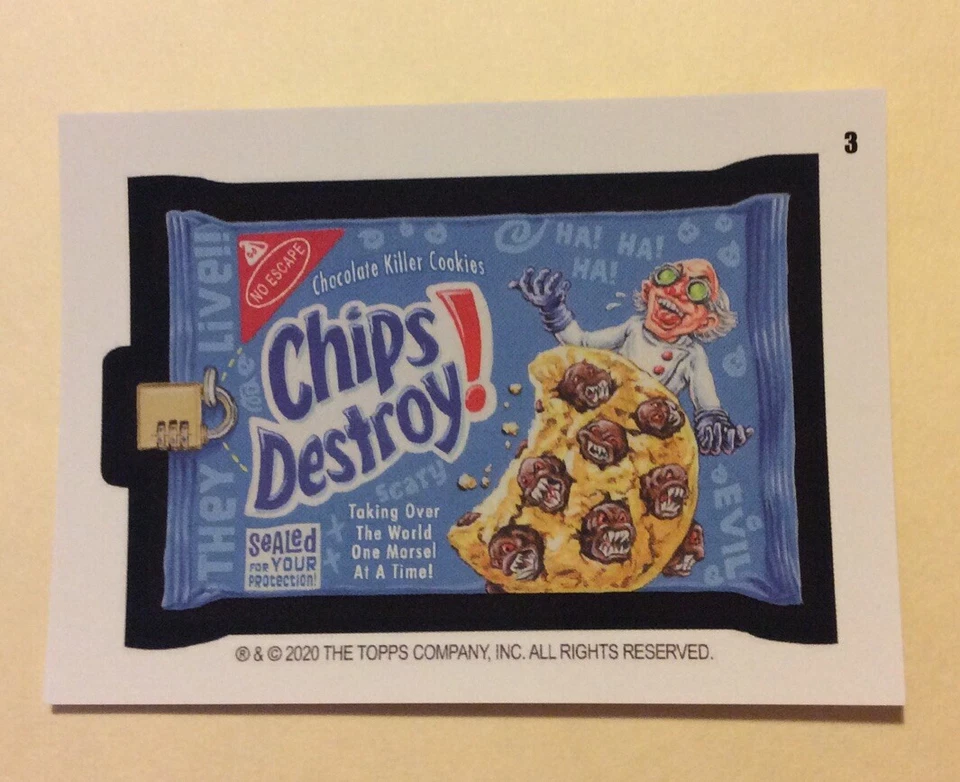 3
THEY LIVE!!
NO ESCAPE
Chocolate Killer Cookies
HA! HA!
HA!
Chips
Destroy!
scary
Taking Over
The World
One Morsel
At A Time!
SeALed
FOR YOUR
PROtection!
EVIL
® & © 2020 THE TOPPS COMPANY, INC. ALL RIGHTS RESERVED.